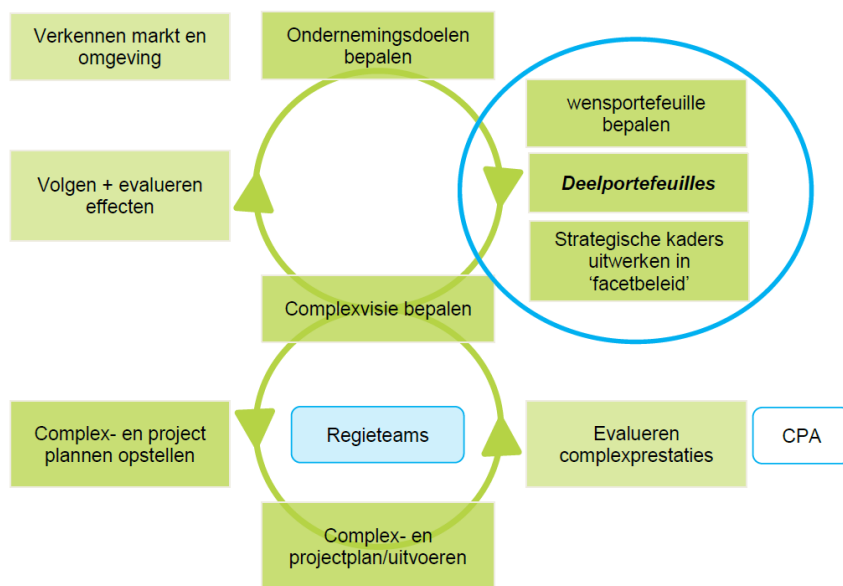 Verkennen markt en
omgeving
Ondernemingsdoelen
bepalen
wensportefeuille
bepalen
Volgen + evalueren
effecten
Deelportefeuilles
Strategische kaders
uitwerken in
‘facetbeleid’
Complexvisie bepalen
Complex- en project
plannen opstellen
Regieteams
Evalueren
complexprestaties
CPA
Complex- en
projectplan/uitvoeren